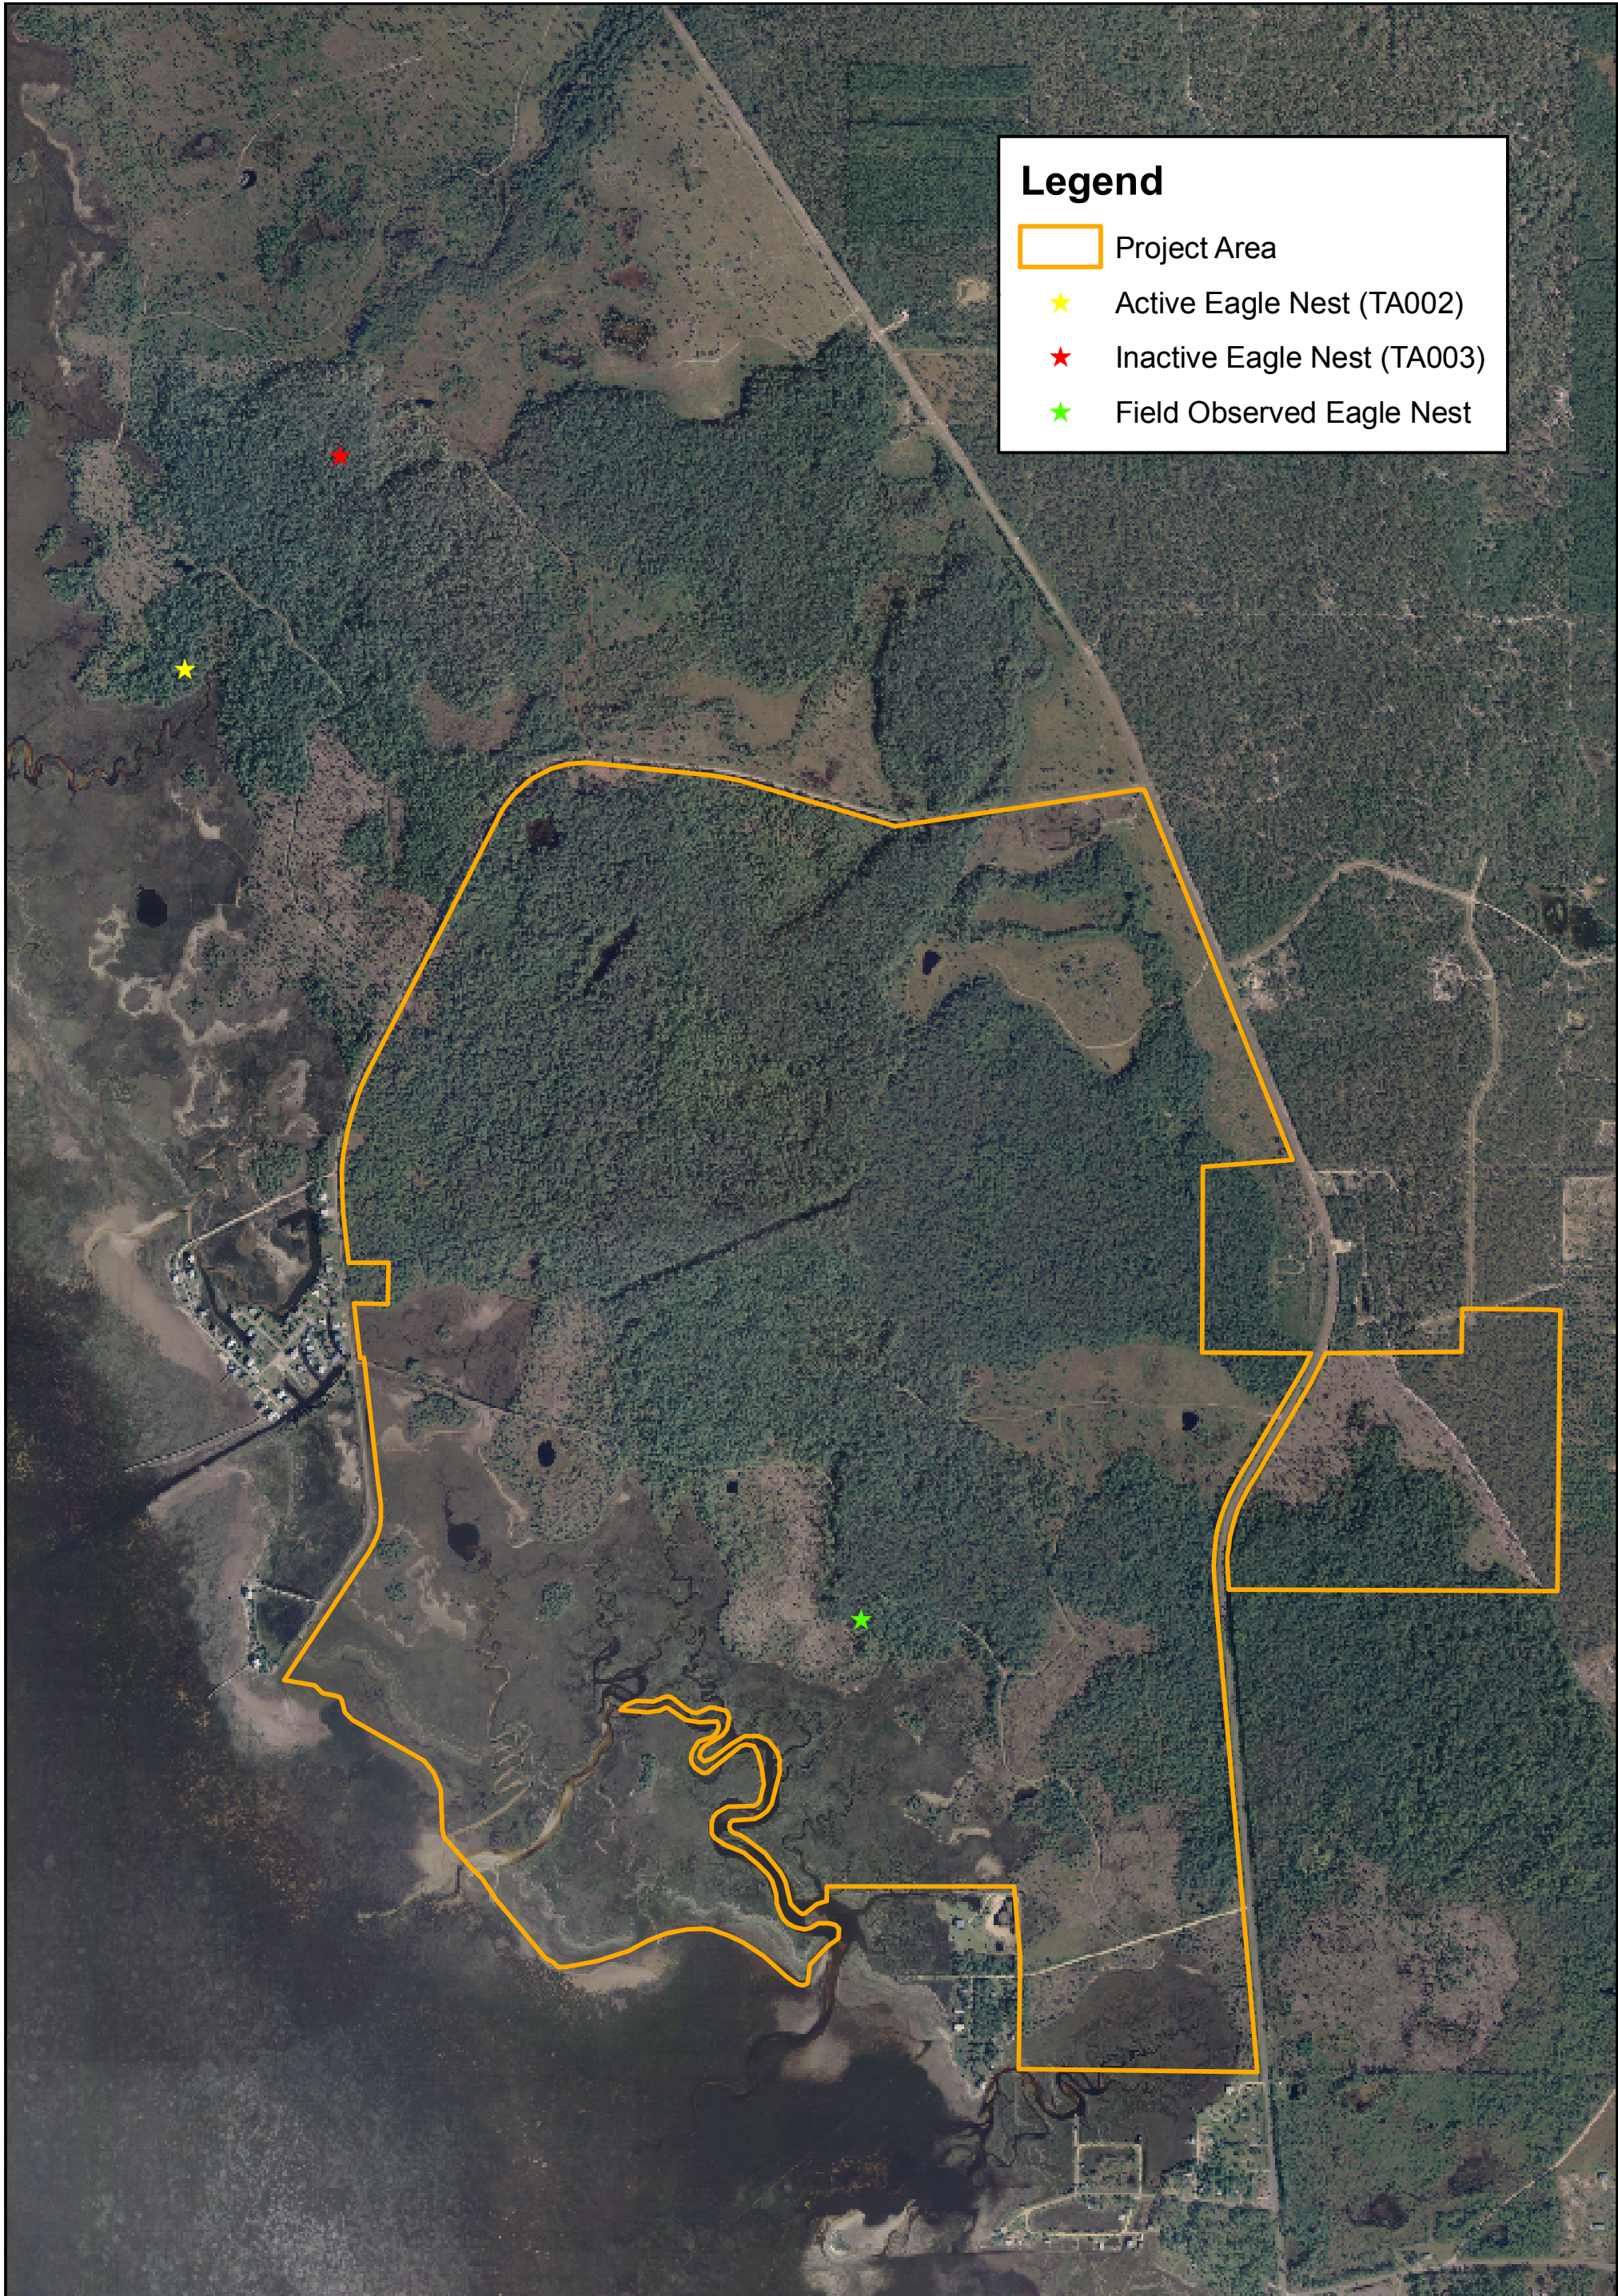 Legend
Project Area
Active Eagle Nest (TA002)
Inactive Eagle Nest (TA003)
Field Observed Eagle Nest